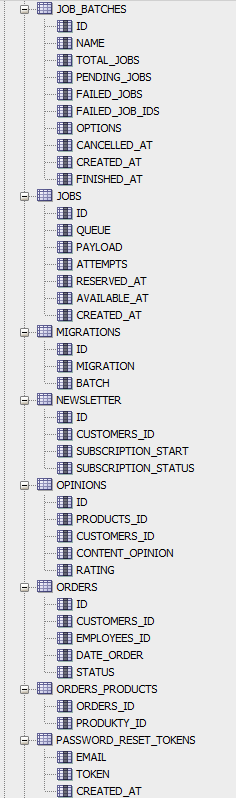 JOB_BATCHES
ID
NAME
TOTAL_JOBS
PENDING_JOBS
FAILED_JOBS
FAILED_JOB_IDS
OPTIONS
CANCELLED_AT
CREATED_AT
FINISHED_AT
JOBS
ID
QUEUE
PAYLOAD
ATTEMPTS
RESERVED_AT
AVAILABLE_AT
CREATED_AT
MIGRATIONS
ID
MIGRATION
BATCH
NEWSLETTER
ID
CUSTOMERS_ID
SUBSCRIPTION_START
SUBSCRIPTION_STATUS
OPINIONS
ID
PRODUCTS_ID
CUSTOMERS_ID
CONTENT_OPINION
RATING
ORDERS
ID
CUSTOMERS_ID
EMPLOYEES_ID
DATE_ORDER
STATUS
ORDERS_PRODUCTS
ORDERS_ID
PRODUKTY_ID
PASSWORD_RESET_TOKENS
EMAIL
TOKEN
CREATED_AT